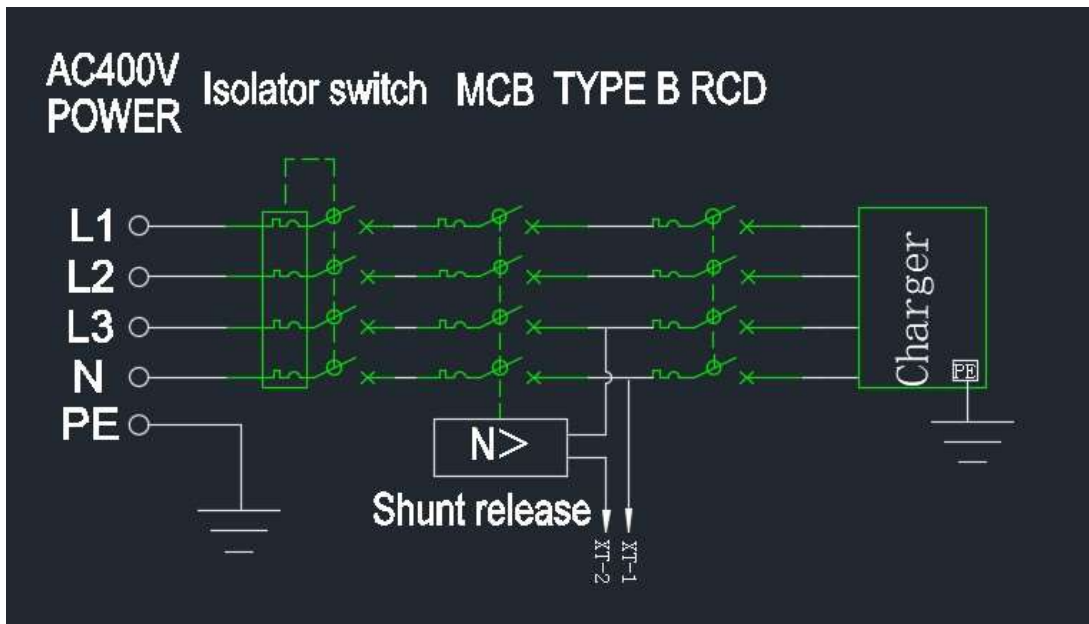 AC400V
POWER
Isolator switch
MCB
TYPE B RCD
L1
L2
L3
N
PE
Charger
PE
N>
Shunt release
XT-2
XT-1